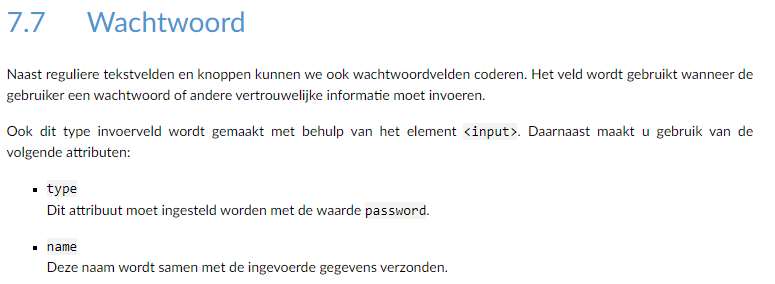 7.7 Wachtwoord
Naast reguliere tekstvelden en knoppen kunnen we ook wachtwoordvelden coderen. Het veld wordt gebruikt wanneer de
gebruiker een wachtwoord of andere vertrouwelijke informatie moet invoeren.
Ook dit type invoerveld wordt gemaakt met behulp van het element <input>. Daarnaast maakt u gebruik van de
volgende attributen:
▪ type
Dit attribuut moet ingesteld worden met de waarde password.
▪ name
Deze naam wordt samen met de ingevoerde gegevens verzonden.